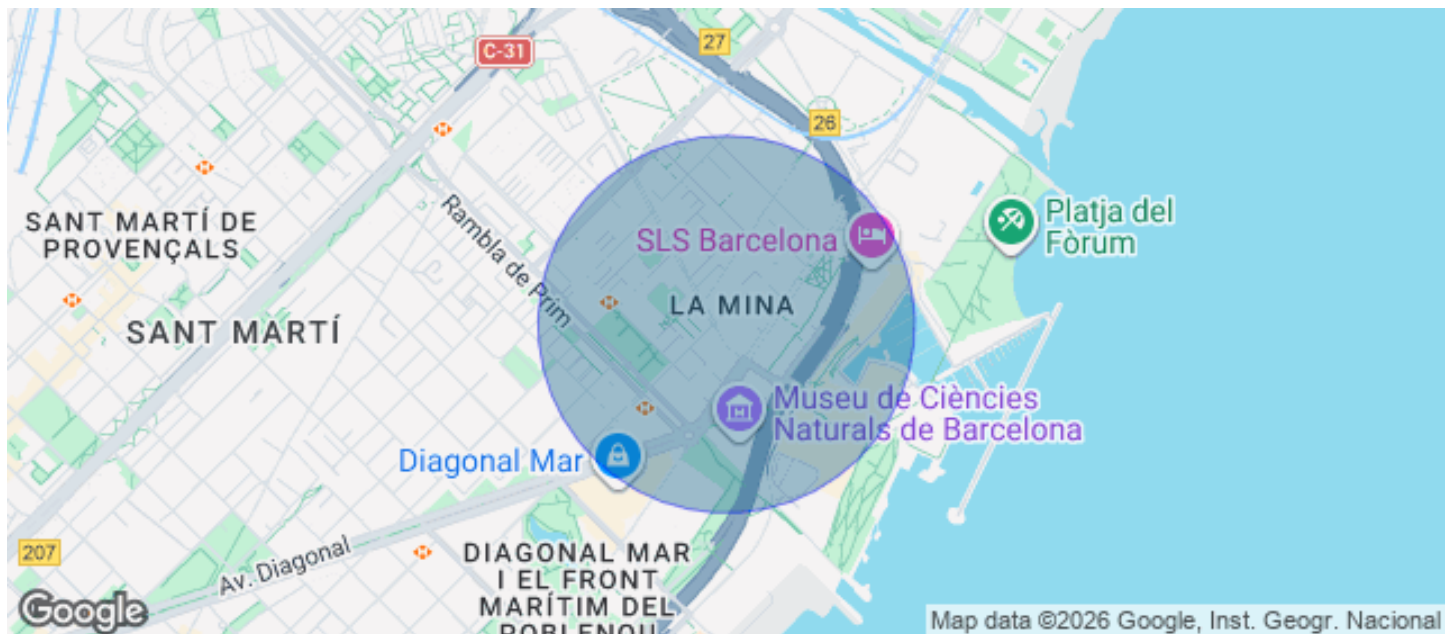 C-31
27
26
SANT MARTÍ DE
PROVENÇALS
Rambla de Prim
Platja del
Fòrum
SLS Barcelona
LA MINA
SANT MARTÍ
Museu de Ciències
Naturals de Barcelona
Diagonal Mar
207
Av. Diagonal
DIAGONAL MAR
I EL FRONT
MARÍTIM DEL
POBLENOU
Google
Map data ©2026 Google, Inst. Geogr. Nacional